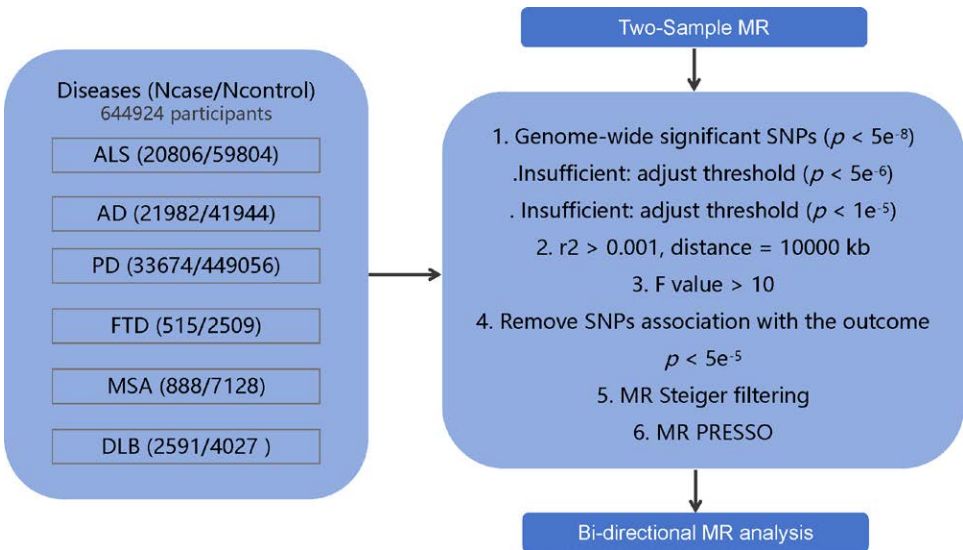 Two-Sample MR
Diseases (Ncase/Ncontrol)
644924 participants
ALS (20806/59804)
AD (21982/41944)
PD (33674/449056)
FTD (515/2509)
MSA (888/7128)
DLB (2591/4027 )
1. Genome-wide significant SNPs (p < 5e⁻⁸)
.Insufficient: adjust threshold (p < 5e⁻⁶)
. Insufficient: adjust threshold (p < 1e⁻⁵)
2. r2 > 0.001, distance = 10000 kb
3. F value > 10
4. Remove SNPs association with the outcome
p < 5e⁻⁵
5. MR Steiger filtering
6. MR PRESSO
Bi-directional MR analysis